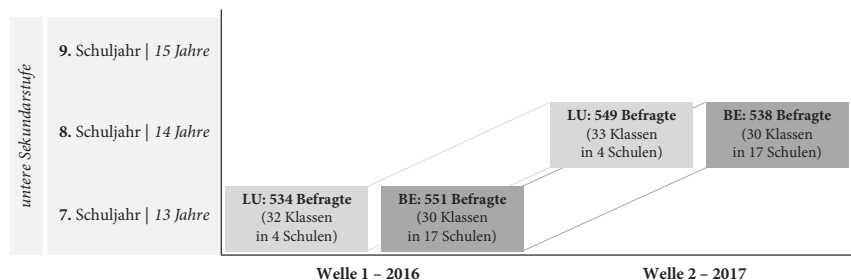 untere Sekundarstufe
9. Schuljahr | 15 Jahre
8. Schuljahr | 14 Jahre
7. Schuljahr | 13 Jahre
LU: 549 Befragte
(33 Klassen
in 4 Schulen)
BE: 538 Befragte
(30 Klassen
in 17 Schulen)
LU: 534 Befragte
(32 Klassen
in 4 Schulen)
BE: 551 Befragte
(30 Klassen
in 17 Schulen)
Welle 1 – 2016
Welle 2 – 2017